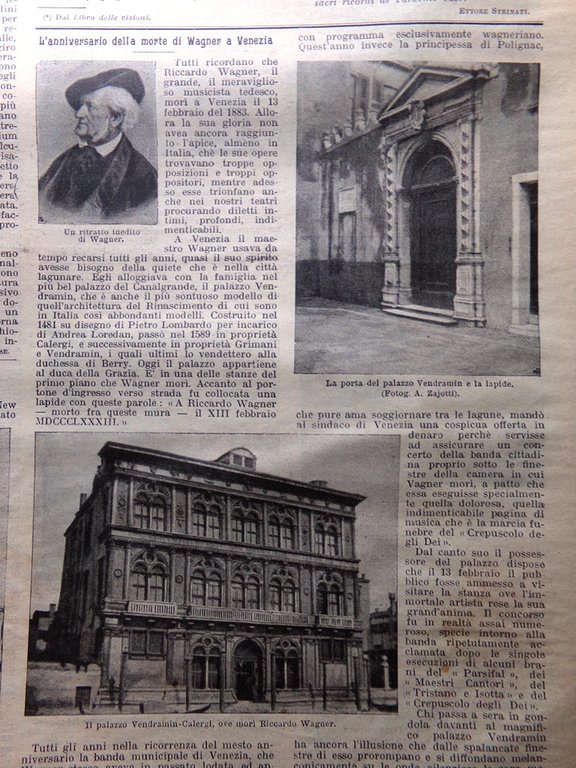 (*) Dal Libro delle visioni.
ETTORE STRINATI.
L'anniversario della morte di Wagner a Venezia
Un ritratto inedito
di Wagner.
Tutti ricordano che
Riccardo Wagner, il
grande, il meraviglio-
so musicista tedesco,
morì a Venezia il 13
febbraio del 1883. Allo-
ra la sua gloria non
avea ancora raggiun-
to l'apice, almeno in
Italia, chè le sue opere
trovavano troppe op-
posizioni e troppi op-
positori, mentre ades-
so esse trionfano an-
che nei nostri teatri
procurando diletti inti-
mi, profondi, indi-
menticabili.
A Venezia il mae-
stro Wagner usava da
tempo recarsi tutti gli anni, quasi il suo spirito
avesse bisogno della quiete che è nella città
lagunare. Egli alloggiava con la famiglia nel
più bel palazzo del Canalgrande, il palazzo Ven-
dramin, che è anche il più sontuoso modello di
quell'architettura del Rinascimento di cui sono
in Italia così abbondanti modelli. Costruito nel
1481 su disegno di Pietro Lombardo per incarico
di Andrea Loredan, passò nel 1589 in proprietà
Calergi, e successivamente in proprietà Grimani
e Vendramin, i quali ultimi lo vendettero alla
duchessa di Berry. Oggi il palazzo appartiene
al duca della Grazia. E' in una delle stanze del
primo piano che Wagner morì. Accanto al por-
tone d'ingresso verso strada fu collocata una
lapide con queste parole: « A Riccardo Wagner
— morto fra queste mura — il XIII febbraio
MDCCCLXXXIII. »
Il palazzo Vendramin-Calergi, ove morì Riccardo Wagner.
Tutti gli anni nella ricorrenza del mesto an-
niversario la banda municipale di Venezia, che
con programma esclusivamente wagneriano.
Quest'anno invece la principessa di Polignac,
La porta del palazzo Vendramin e la lapide.
(Fotog. A. Zajotti).
che pure ama soggiornare tra le lagune, mandò
al sindaco di Venezia una cospicua offerta in
denaro perchè servisse
ad assicurare un con-
certo della banda cittadi-
na proprio sotto le fine-
stre della camera in cui
Vagner morì, a patto che
essa eseguisse specialmen-
te quella dolorosa, quella
indimenticabile pagina di
musica che è la marcia fu-
nebre del « Crepuscolo de-
gli Dei ».
Dal canto suo il posses-
sore del palazzo dispose
che il 13 febbraio il pub-
blico fosse ammesso a vi-
sitare la stanza ove l'im-
mortale artista rese la sua
grand'anima. Il concorso
fu in realtà assai nume-
roso, specie intorno alla
banda ripetutamente ac-
clamata dopo le singole
esecuzioni di alcuni bra-
ni del « Parsifal », dei
« Maestri Cantori », del
« Tristano e Isotta » e del
« Crepuscolo degli Dei ».
Chi passa a sera in gon-
dola davanti al magnifi-
co palazzo Vendramin
ha ancora l'illusione che dalle spalancate fine-
stre di esso prorompano e si diffondano melan-